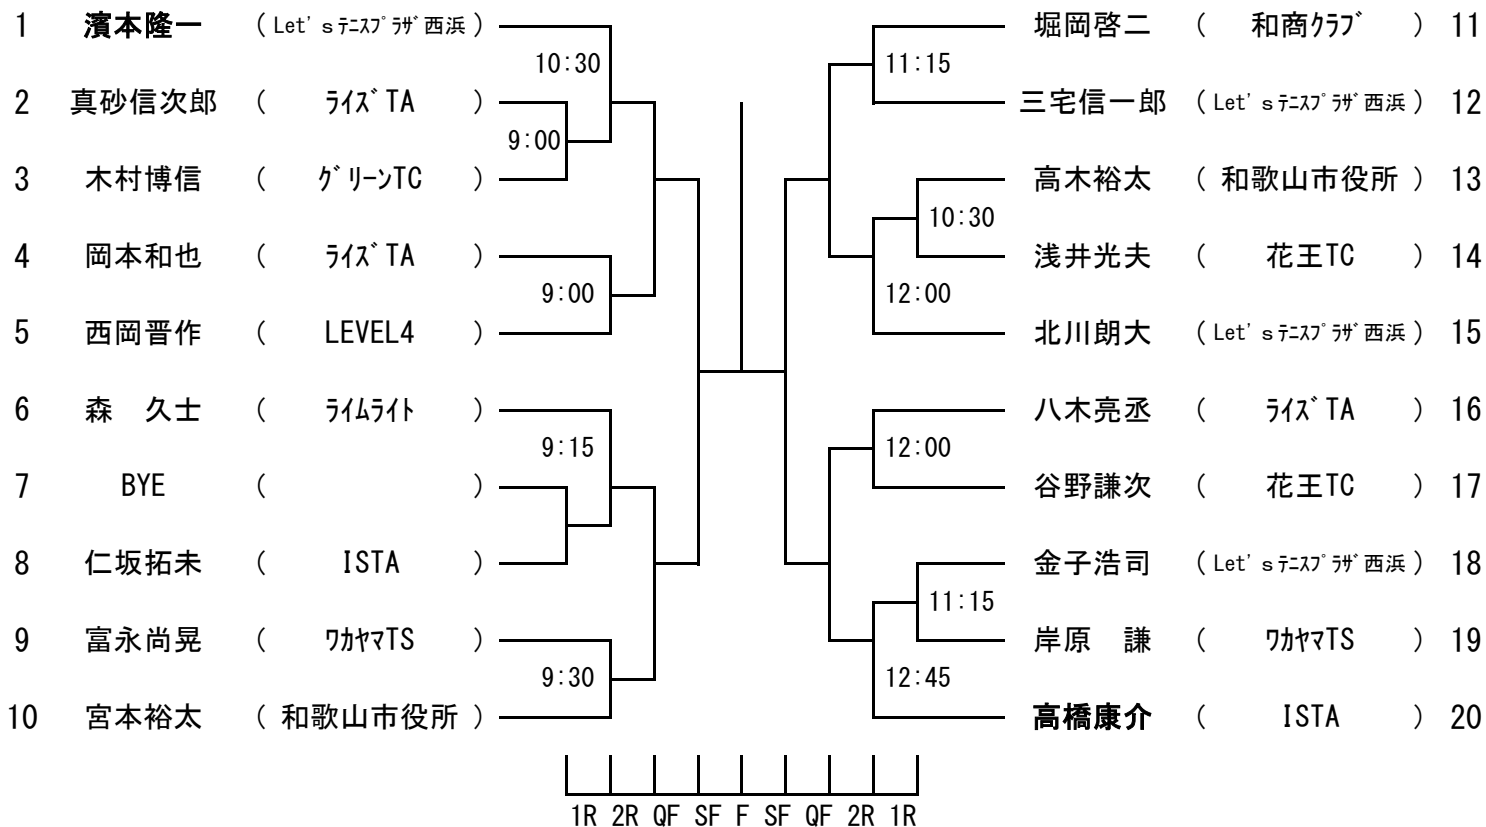 1 濱本隆一 ( Let'sﾃﾆｽﾌﾟﾗｻﾞ西浜 )
10:30
2 真砂信次郎 ( ﾗｲｽﾞTA )
9:00
3 木村博信 ( ｸﾞﾘｰﾝTC )
4 岡本和也 ( ﾗｲｽﾞTA )
9:00
5 西岡晋作 ( LEVEL4 )
6 森　久士 ( ﾗｲﾑﾗｲﾄ )
9:15
7 BYE ( )
8 仁坂拓未 ( ISTA )
9 富永尚晃 ( ﾜｶﾔﾏTS )
9:30
10 宮本裕太 ( 和歌山市役所 )
堀岡啓二 ( 和商ｸﾗﾌﾞ ) 11
11:15
三宅信一郎 ( Let'sﾃﾆｽﾌﾟﾗｻﾞ西浜 ) 12
高木裕太 ( 和歌山市役所 ) 13
10:30
浅井光夫 ( 花王TC ) 14
12:00
北川朗大 ( Let'sﾃﾆｽﾌﾟﾗｻﾞ西浜 ) 15
八木亮丞 ( ﾗｲｽﾞTA ) 16
12:00
谷野謙次 ( 花王TC ) 17
金子浩司 ( Let'sﾃﾆｽﾌﾟﾗｻﾞ西浜 ) 18
11:15
岸原　謙 ( ﾜｶﾔﾏTS ) 19
12:45
高橋康介 ( ISTA ) 20
1R 2R QF SF F SF QF 2R 1R